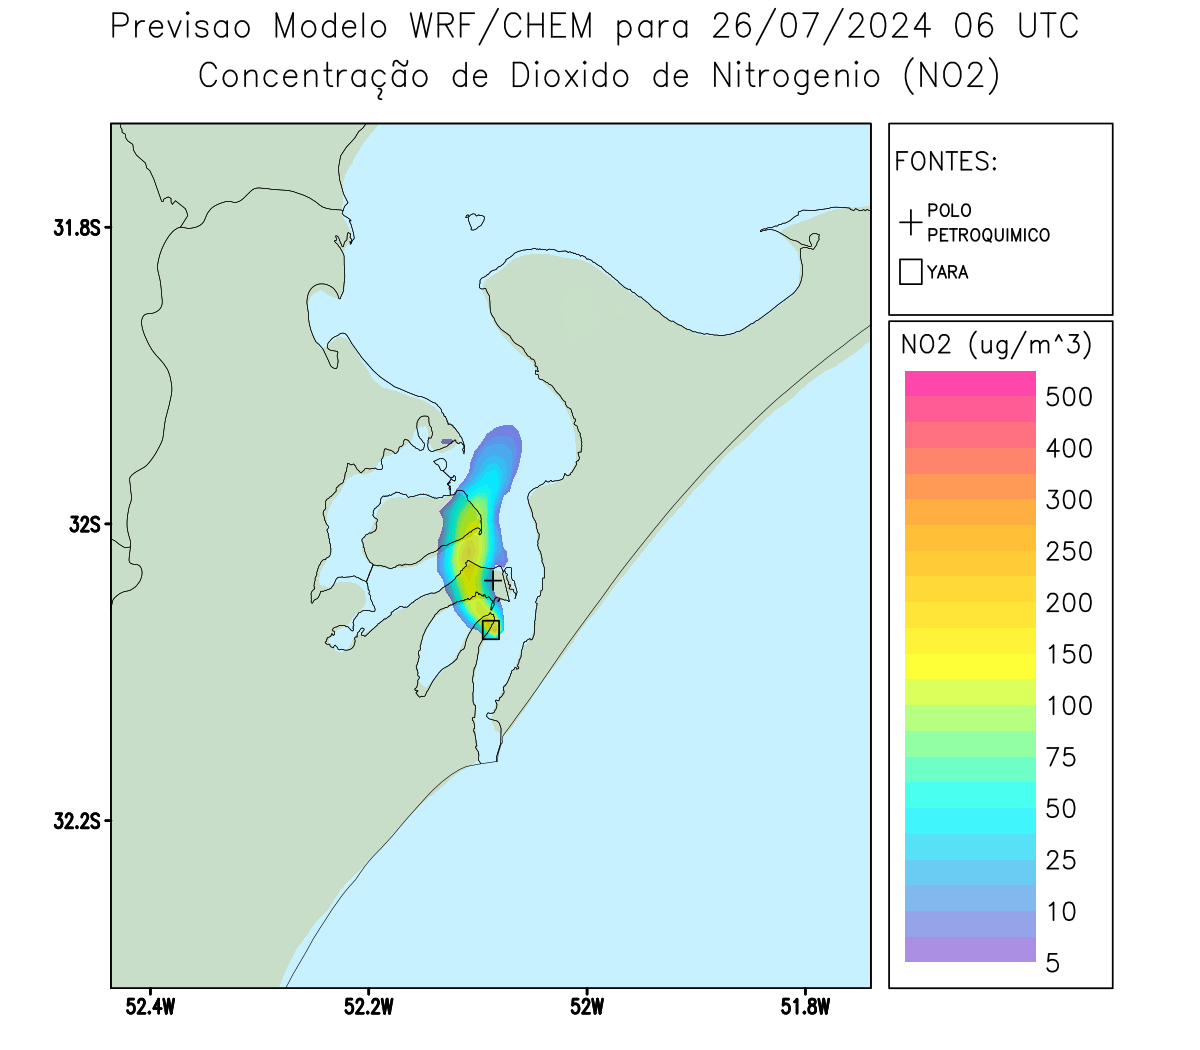 Previsao Modelo WRF/CHEM para 26/07/2024 06 UTC
Concentração de Dioxido de Nitrogenio (NO2)
FONTES:
POLO
PETROQUIMICO
YARA
NO2 (ug/m^3)
500
400
300
250
200
150
100
75
50
25
10
5
31.8S
32S
32.2S
52.4W
52.2W
52W
51.8W